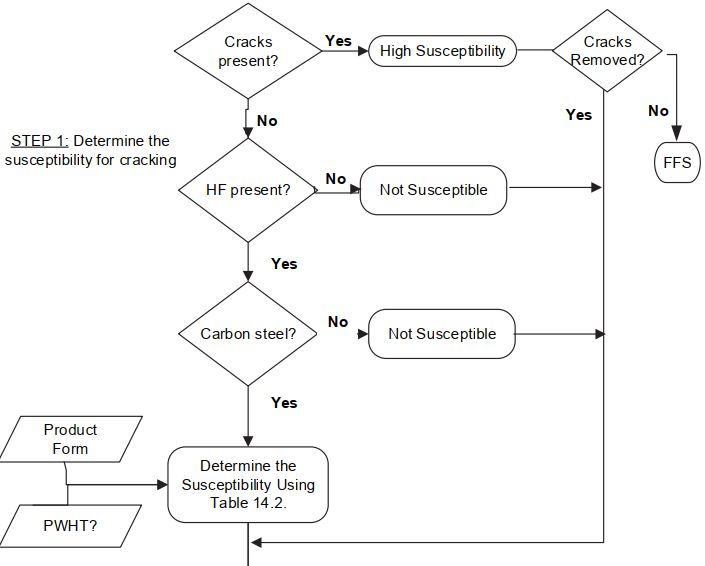 Cracks
present?
Yes
High Susceptibility
Cracks
Removed?
Yes
No
FFS
No
STEP 1: Determine the
susceptibility for cracking
HF present?
No
Not Susceptible
Yes
Carbon steel?
No
Not Susceptible
Yes
Product
Form
PWHT?
Determine the
Susceptibility Using
Table 14.2.